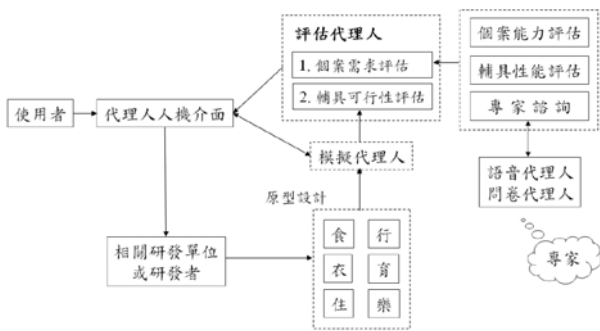 評估代理人
1. 個案需求評估
2. 輔具可行性評估
個案能力評估
輔具性能評估
專家諮詢
使用者
代理人人機介面
模擬代理人
語音代理人
問卷代理人
專家
原型設計
相關研發單位
或研發者
食
行
衣
育
住
樂